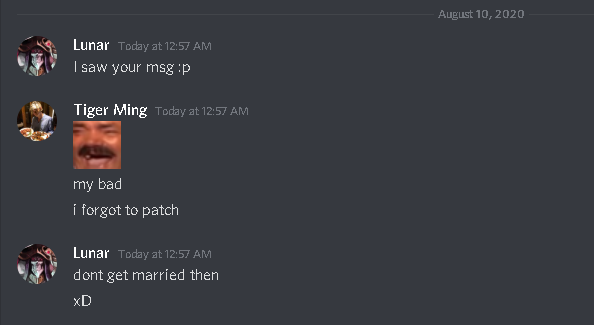 August 10, 2020
Lunar Today at 12:57 AM
I saw your msg :p
Tiger Ming Today at 12:57 AM
my bad
i forgot to patch
Lunar Today at 12:57 AM
dont get married then
xD